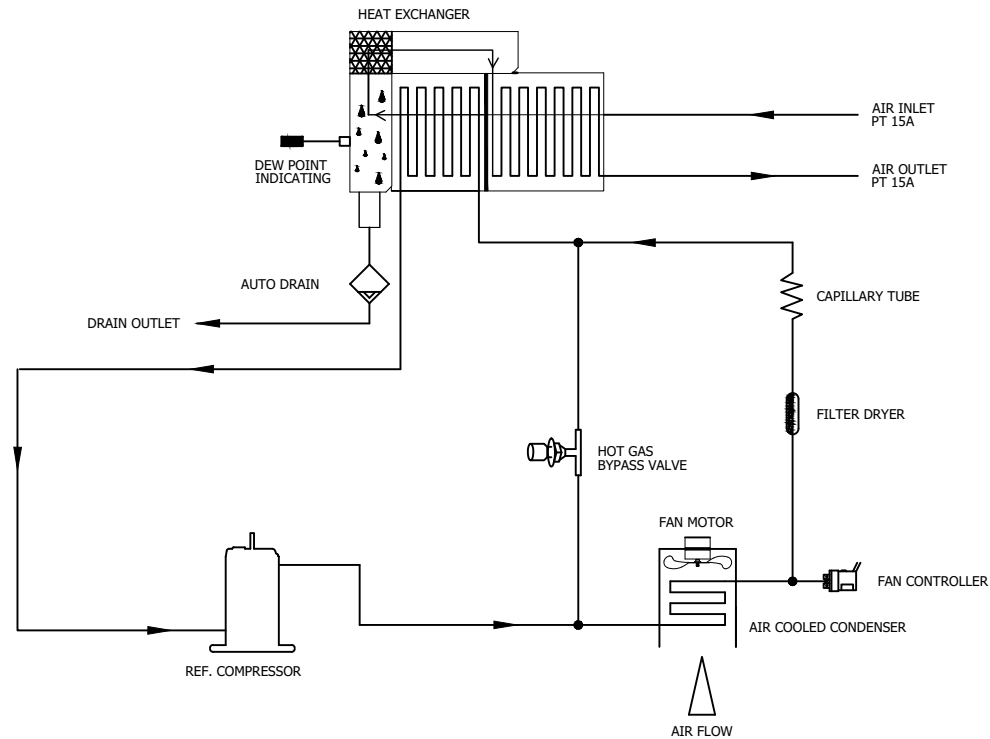 HEAT EXCHANGER
AIR INLET
PT 15A
DEW POINT
INDICATING
AIR OUTLET
PT 15A
AUTO DRAIN
CAPILLARY TUBE
DRAIN OUTLET
FILTER DRYER
HOT GAS
BYPASS VALVE
FAN MOTOR
FAN CONTROLLER
AIR COOLED CONDENSER
REF. COMPRESSOR
AIR FLOW